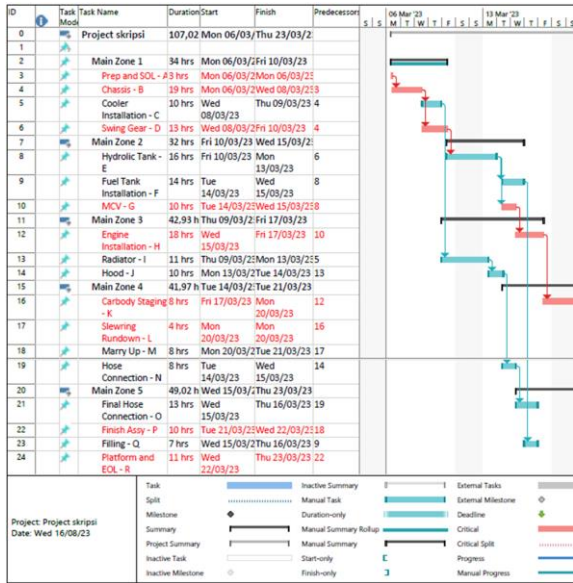 ID Task Mode Task Name Duration Start Finish Predecessors 06 Mar '23 13 Mar '23
S S M T W T F S S M T W T F S
0 Project skripsi 107,02 Mon 06/03/ Thu 23/03/2
1
2 Main Zone 1 34 hrs Mon 06/03/2 Fri 10/03/23
3 Prep and SOL - A 3 hrs Mon 06/03/2 Mon 06/03/23
4 Chassis - B 19 hrs Mon 06/03/2 Wed 08/03/23 3
5 Cooler Installation - C 10 hrs Wed 08/03/23 Thu 09/03/23 4
6 Swing Gear - D 13 hrs Wed 08/03/2 Fri 10/03/23 4
7 Main Zone 2 32 hrs Fri 10/03/23 Wed 15/03/2
8 Hydrolic Tank - E 16 hrs Fri 10/03/23 Mon 13/03/23 6
9 Fuel Tank Installation - F 14 hrs Tue 14/03/23 Wed 15/03/23 8
10 MCV - G 10 hrs Tue 14/03/23 Wed 15/03/23 8
11 Main Zone 3 42,93 h Thu 09/03/2 Fri 17/03/23
12 Engine Installation - H 18 hrs Wed 15/03/23 Fri 17/03/23 10
13 Radiator - I 11 hrs Thu 09/03/23 Mon 13/03/23 5
14 Hood - J 10 hrs Mon 13/03/2 Tue 14/03/23 13
15 Main Zone 4 41,97 h Tue 14/03/2 Tue 21/03/23
16 Carbody Staging - K 8 hrs Fri 17/03/23 Mon 20/03/23 12
17 Slewring Rundown - L 4 hrs Mon 20/03/23 Mon 20/03/23 16
18 Marry Up - M 8 hrs Mon 20/03/2 Tue 21/03/23 17
19 Hose Connection - N 8 hrs Tue 14/03/23 Wed 15/03/23 14
20 Main Zone 5 49,02 h Wed 15/03/2 Thu 23/03/23
21 Final Hose Connection - O 13 hrs Wed 15/03/23 Thu 16/03/23 19
22 Finish Assy - P 10 hrs Tue 21/03/23 Wed 22/03/23 18
23 Filling - Q 7 hrs Wed 15/03/2 Thu 16/03/23 9
24 Platform and EOL - R 11 hrs Wed 22/03/23 Thu 23/03/23 22
Project: Project skripsi
Date: Wed 16/08/23
Task Inactive Summary External Tasks
Split Manual Task External Milestone
Milestone Duration-only Deadline
Summary Manual Summary Rollup Critical
Project Summary Manual Summary Critical Split
Inactive Task Start-only Progress
Inactive Milestone Finish-only Manual Progress